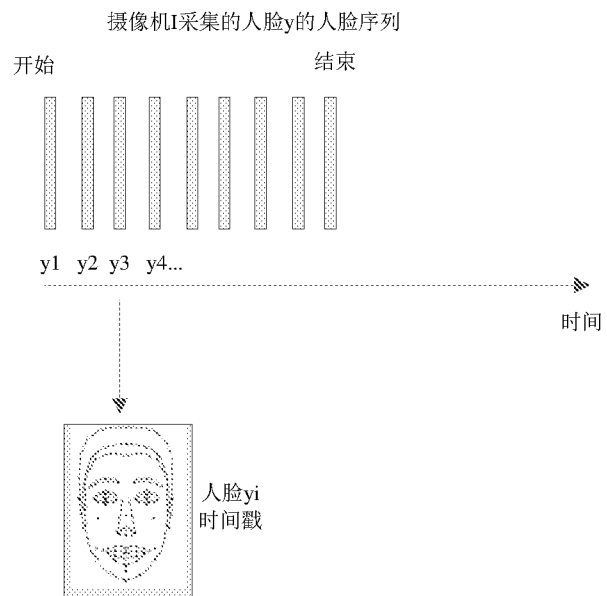 摄像机I采集的人脸y的人脸序列
开始
结束
y1 y2 y3 y4...
时间
人脸yi
时间戳